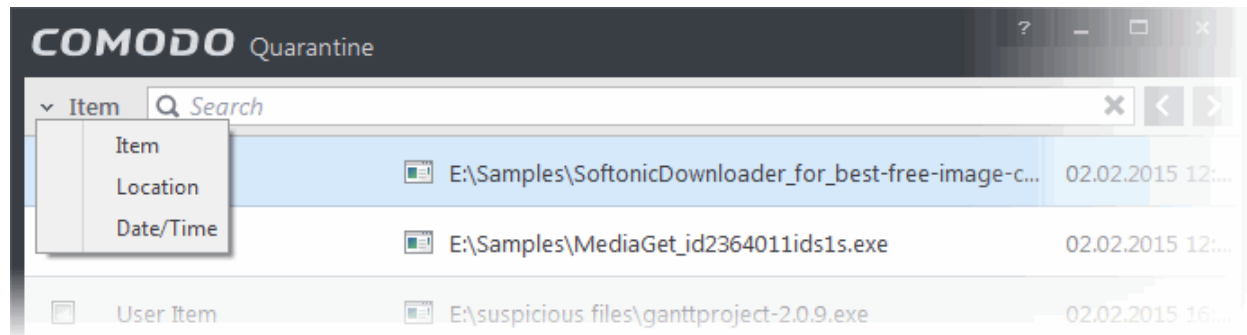 COMODO Quarantine ?
Item Search
Item
Location
Date/Time
E:\Samples\SoftonicDownloader_for_best-free-image-c... 02.02.2015 12:...
E:\Samples\MediaGet_id2364011ids1s.exe 02.02.2015 12:...
User Item E:\suspicious files\ganttproject-2.0.9.exe 02.02.2015 16:...